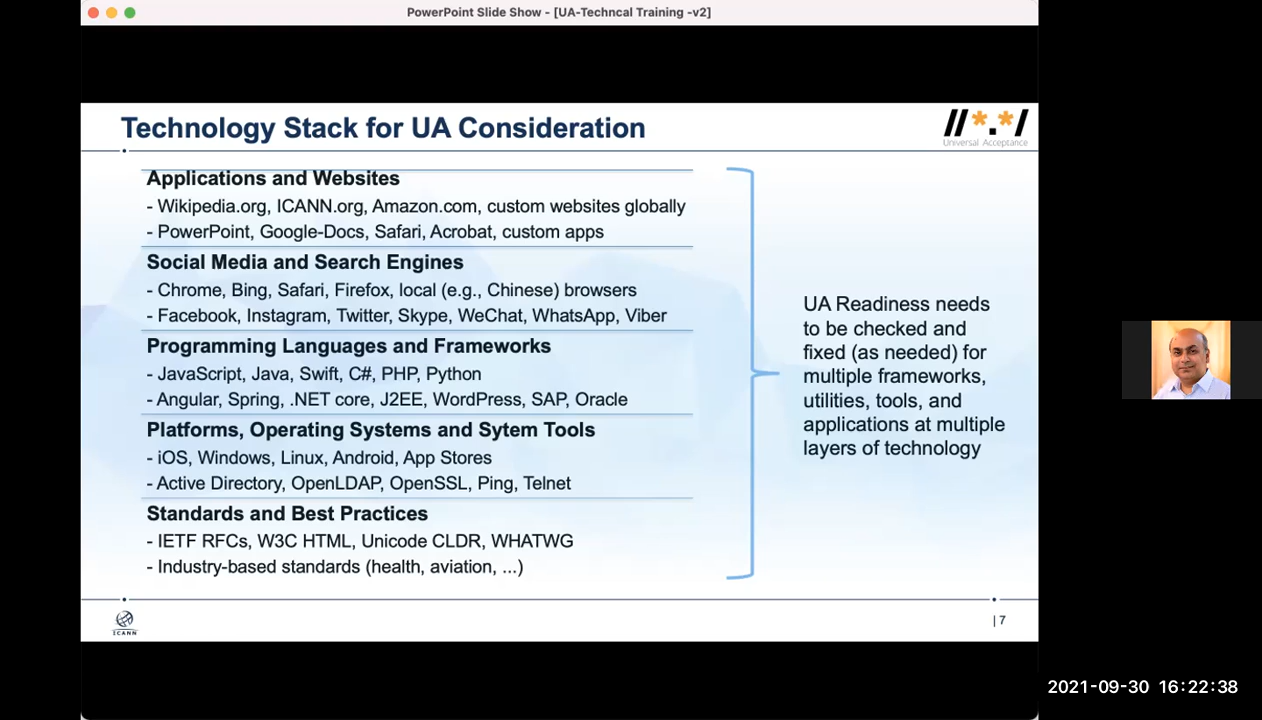 PowerPoint Slide Show - [UA-Techncal Training -v2]
Technology Stack for UA Consideration
//*.*/
Universal Acceptance
Applications and Websites
- Wikipedia.org, ICANN.org, Amazon.com, custom websites globally
- PowerPoint, Google-Docs, Safari, Acrobat, custom apps
Social Media and Search Engines
- Chrome, Bing, Safari, Firefox, local (e.g., Chinese) browsers
- Facebook, Instagram, Twitter, Skype, WeChat, WhatsApp, Viber
Programming Languages and Frameworks
- JavaScript, Java, Swift, C#, PHP, Python
- Angular, Spring, .NET core, J2EE, WordPress, SAP, Oracle
Platforms, Operating Systems and Sytem Tools
- iOS, Windows, Linux, Android, App Stores
- Active Directory, OpenLDAP, OpenSSL, Ping, Telnet
Standards and Best Practices
- IETF RFCs, W3C HTML, Unicode CLDR, WHATWG
- Industry-based standards (health, aviation, ...)
UA Readiness needs
to be checked and
fixed (as needed) for
multiple frameworks,
utilities, tools, and
applications at multiple
layers of technology
ICANN
| 7
2021-09-30 16:22:38